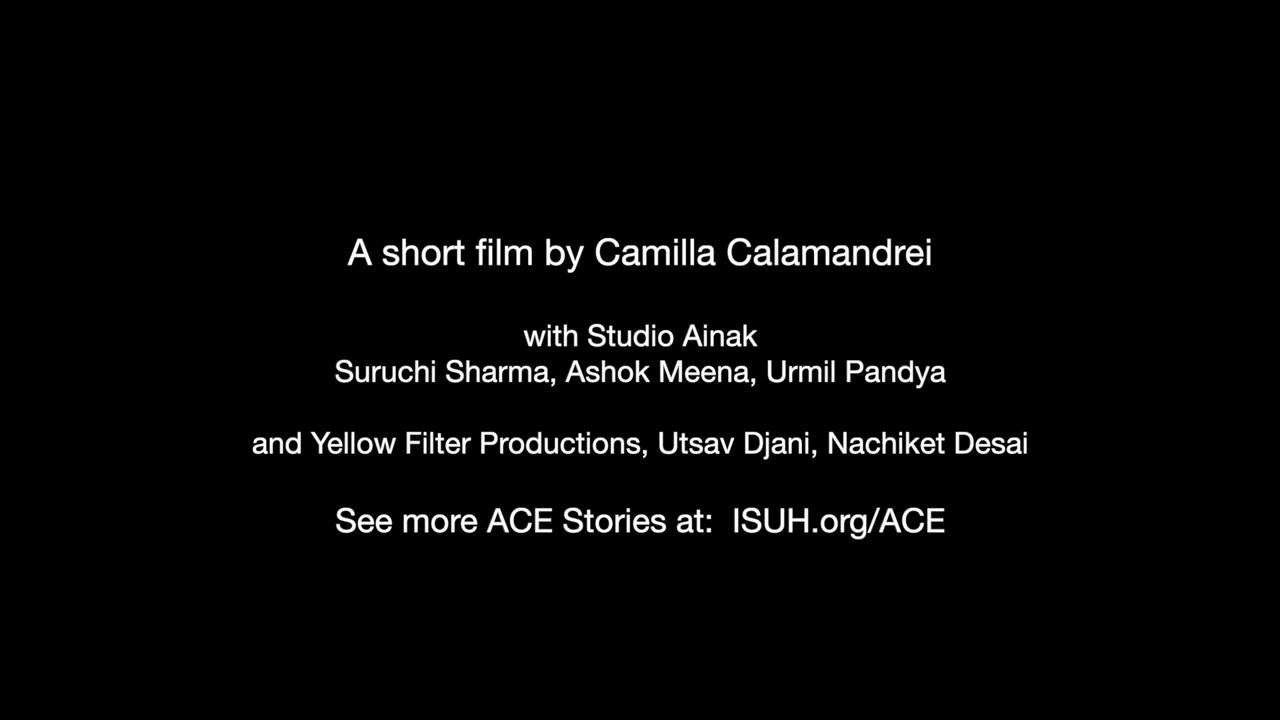 A short film by Camilla Calamandrei
with Studio Ainak
Suruchi Sharma, Ashok Meena, Urmil Pandya
and Yellow Filter Productions, Utsav Djani, Nachiket Desai
See more ACE Stories at:  ISUH.org/ACE